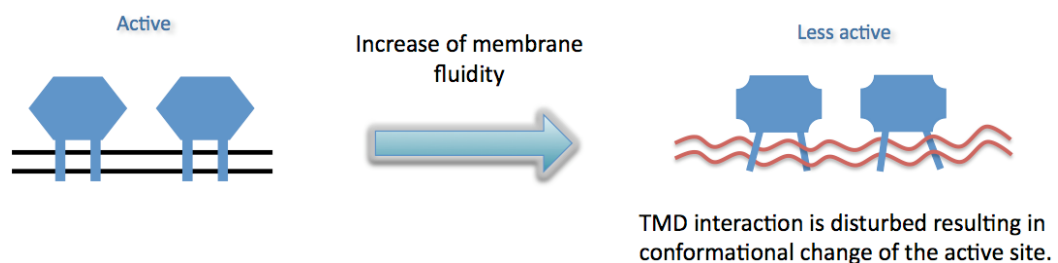 Active
Increase of membrane
fluidity
Less active
TMD interaction is disturbed resulting in
conformational change of the active site.